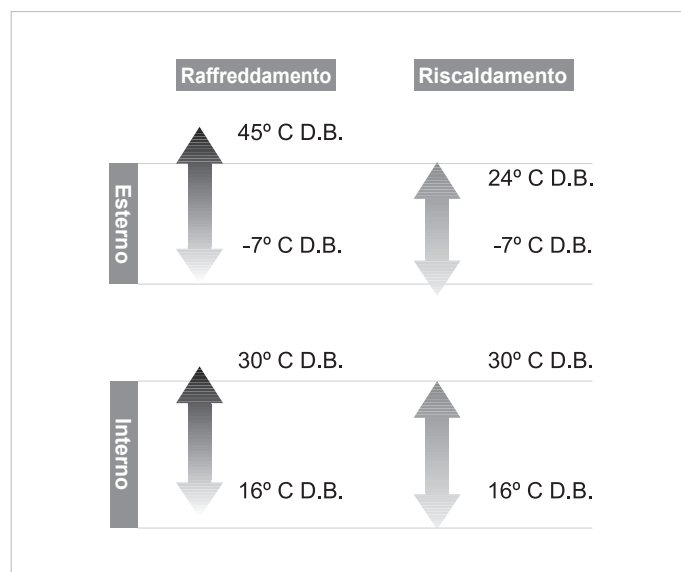 Raffreddamento
Riscaldamento
Esterno
45º C D.B.
24º C D.B.
-7º C D.B.
-7º C D.B.
Interno
30º C D.B.
30º C D.B.
16º C D.B.
16º C D.B.